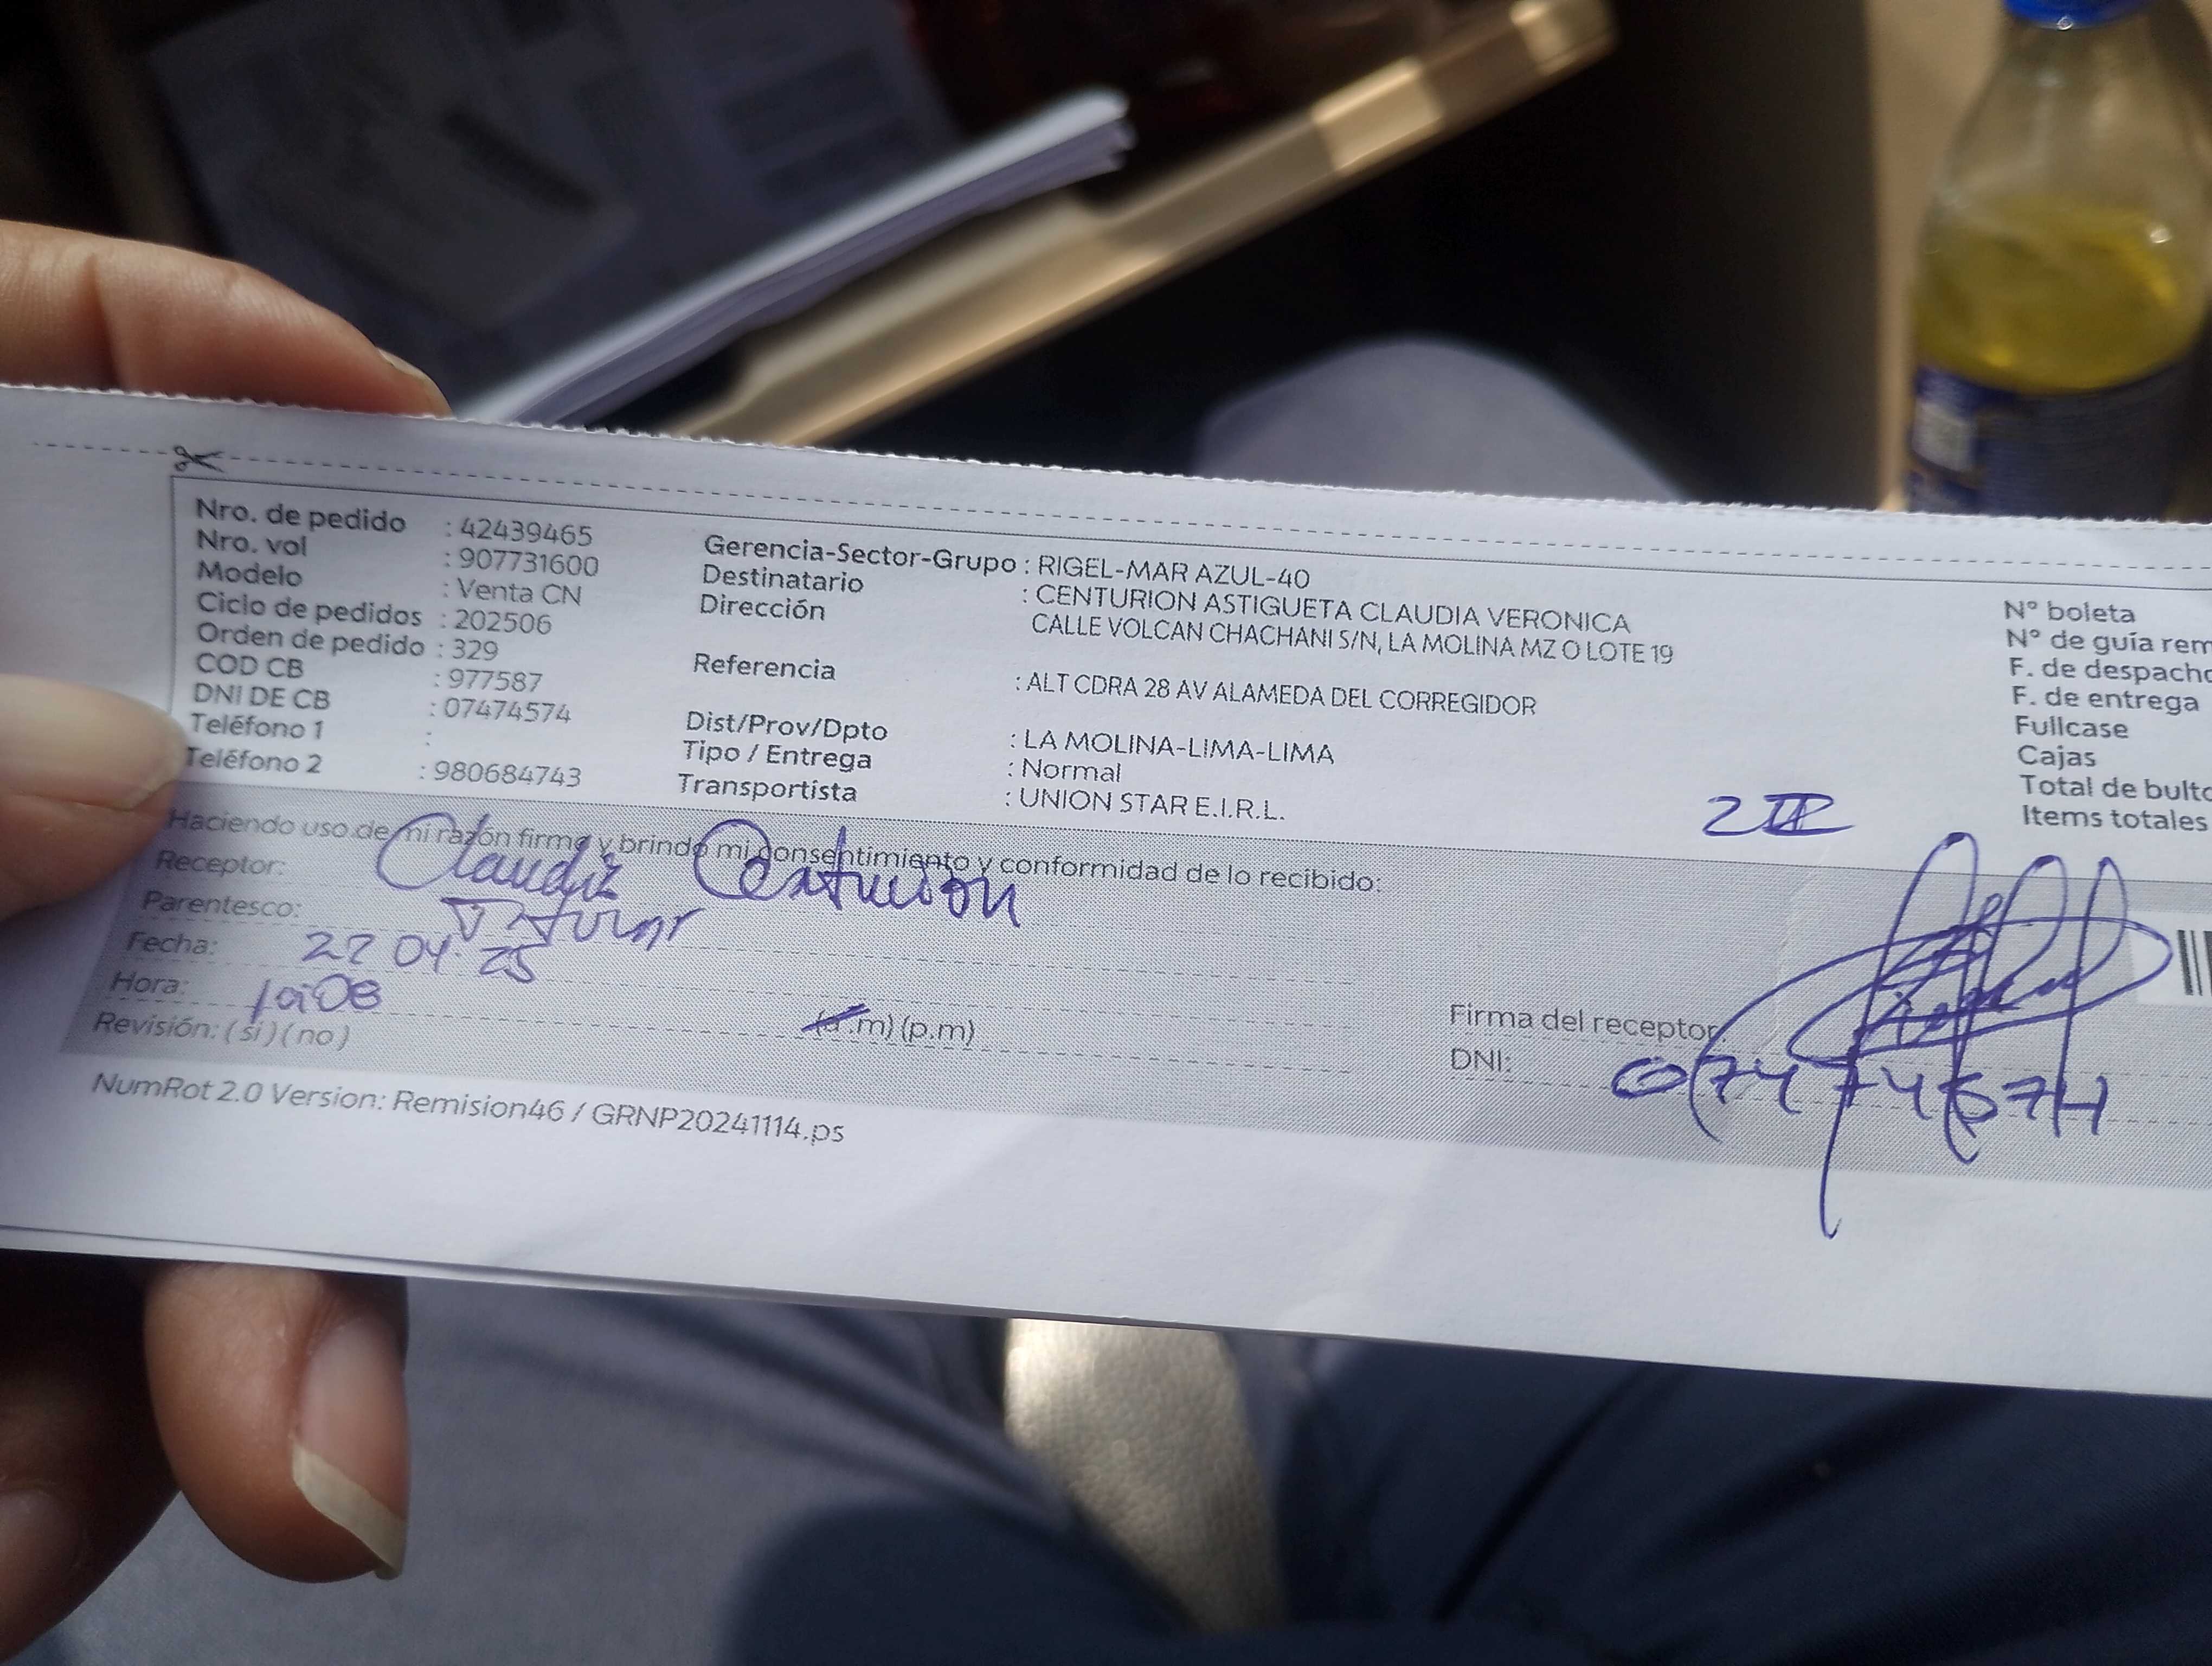 Nro. de pedido : 42439465
Nro. vol : 907731600
Modelo : Venta CN
Ciclo de pedidos : 202506
Orden de pedido : 329
COD CB : 977587
DNI DE CB : 07474574
Teléfono 1 :
Teléfono 2 : 980684743
Gerencia-Sector-Grupo : RIGEL-MAR AZUL-40
Destinatario : CENTURION ASTIGUETA CLAUDIA VERONICA
Dirección CALLE VOLCAN CHACHANI S/N, LA MOLINA MZ O LOTE 19
Referencia : ALT CDRA 28 AV ALAMEDA DEL CORREGIDOR
Dist/Prov/Dpto : LA MOLINA-LIMA-LIMA
Tipo / Entrega : Normal
Transportista : UNION STAR E.I.R.L.
N° boleta
N° de guía rem
F. de despacho
F. de entrega
Fullcase
Cajas
Total de bulto
Items totales
Haciendo uso de mi razón firmo y brindo mi consentimiento y conformidad de lo recibido:
Receptor: Claudia Centurion
Parentesco:
Fecha: 22 04. 25
Hora: (a.m) (p.m)
Revisión: ( si ) ( no )
Firma del receptor:
DNI: 07474574
NumRot 2.0 Version: Remision46 / GRNP20241114.ps